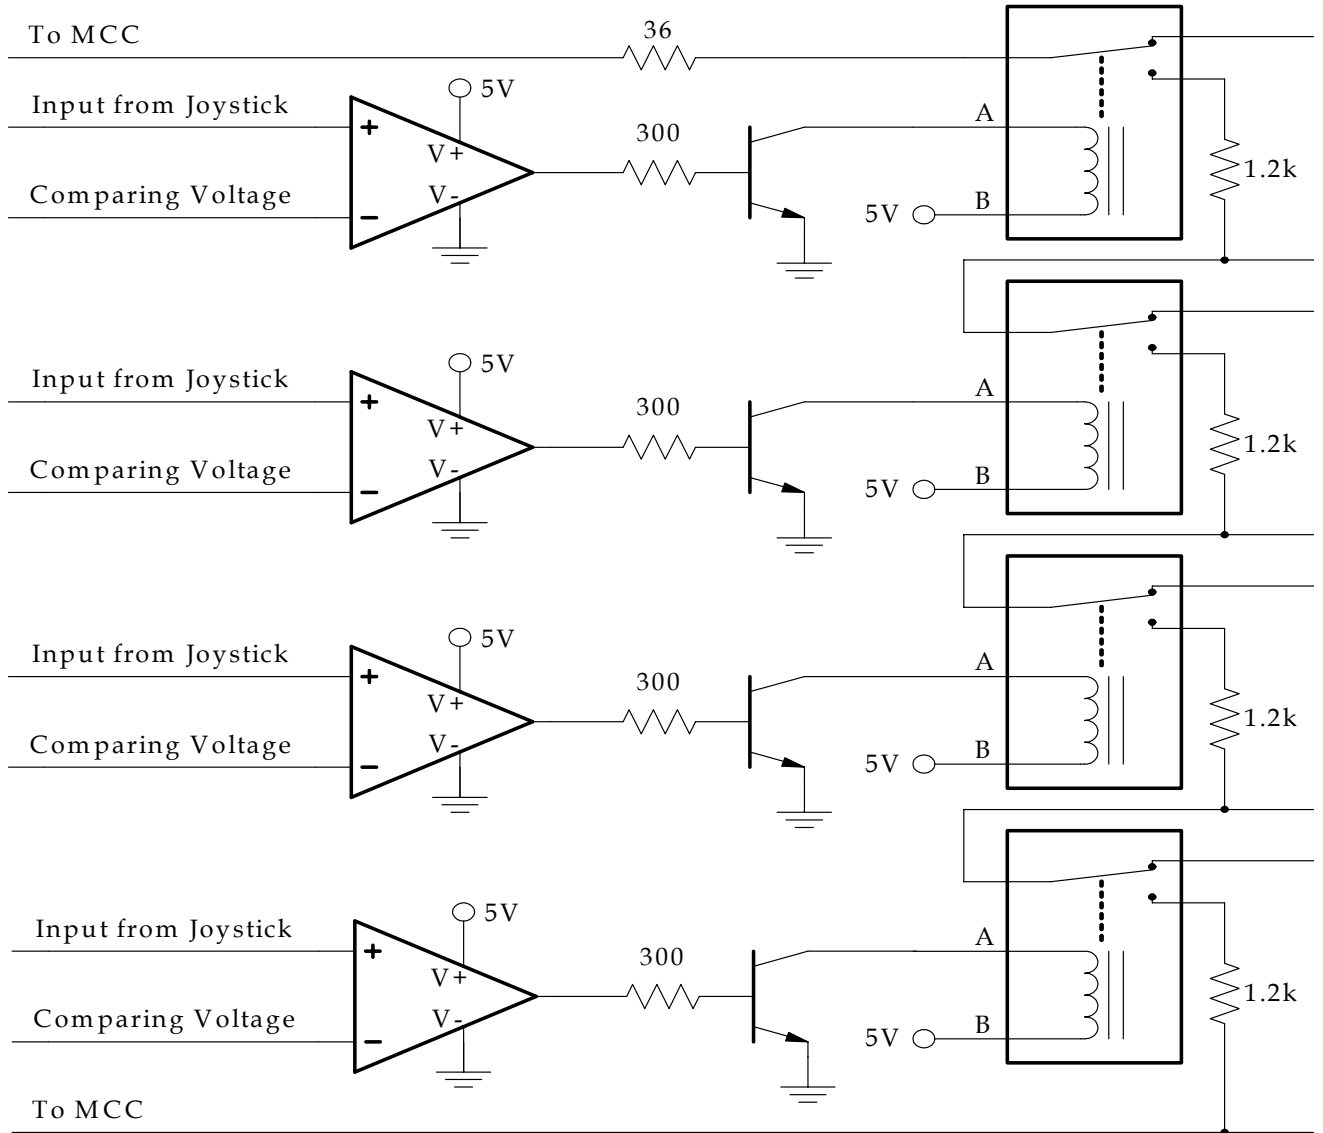 To MCC
36
Input from Joystick
5V
+
V+
300
A
Comparing Voltage
V-
−
5V
B
1.2k
Input from Joystick
5V
+
V+
300
A
Comparing Voltage
V-
−
5V
B
1.2k
Input from Joystick
5V
+
V+
300
A
Comparing Voltage
V-
−
5V
B
1.2k
Input from Joystick
5V
+
V+
300
A
Comparing Voltage
V-
−
5V
B
1.2k
To MCC